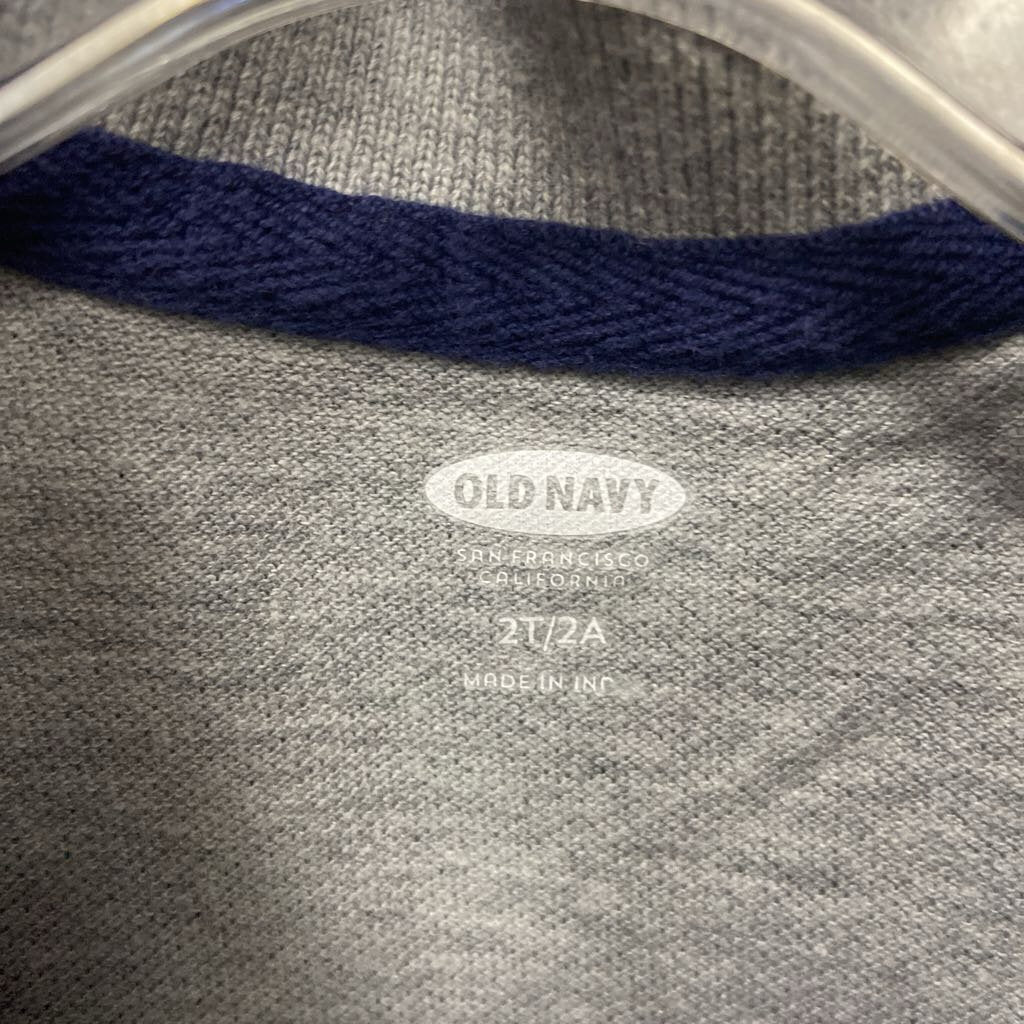 OLD NAVY
SAN FRANCISCO
CALIFORNIA
2T/2A
MADE IN